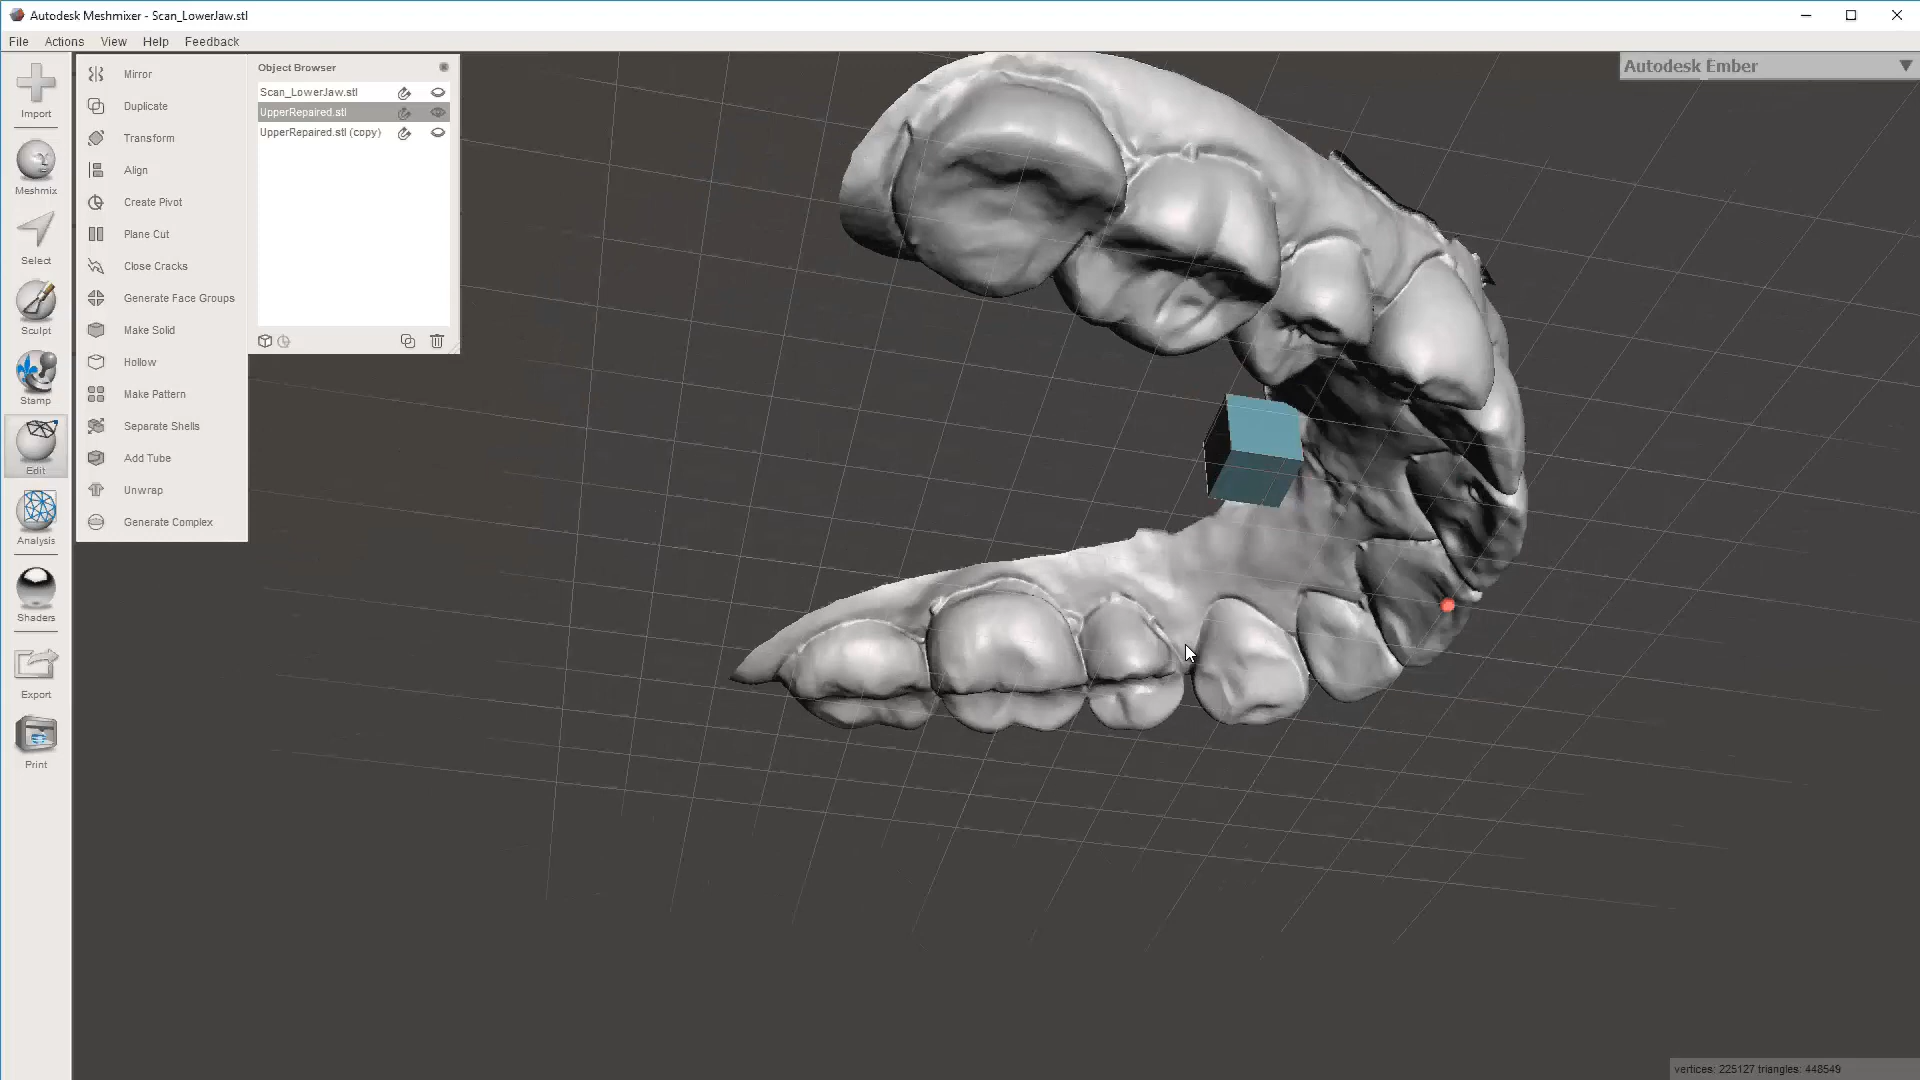 Autodesk Meshmixer - Scan_LowerJaw.stl
File Actions View Help Feedback
Import
Meshmix
Select
Sculpt
Stamp
Edit
Analysis
Shaders
Export
Print
Mirror
Duplicate
Transform
Align
Create Pivot
Plane Cut
Close Cracks
Generate Face Groups
Make Solid
Hollow
Make Pattern
Separate Shells
Add Tube
Unwrap
Generate Complex
Object Browser
Scan_LowerJaw.stl
UpperRepaired.stl
UpperRepaired.stl (copy)
Autodesk Ember
vertices: 225127 triangles: 448549